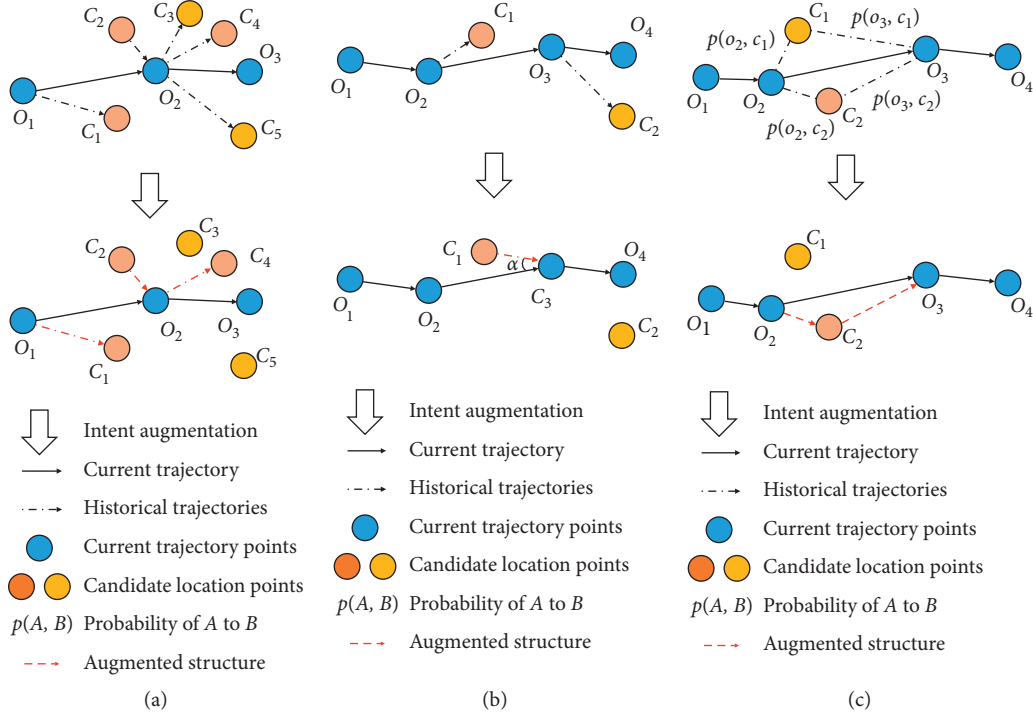 C2
C3
C4
O3
O2
O1
C1
C5
C2
C3
C4
O2
O3
O1
C1
C5
Intent augmentation
Current trajectory
Historical trajectories
Current trajectory points
Candidate location points
p(A, B) Probability of A to B
Augmented structure
(a)
C1
O4
O1
O2
O3
C2
C1
α
O4
O1
O2
C3
C2
Intent augmentation
Current trajectory
Historical trajectories
Current trajectory points
Candidate location points
p(A, B) Probability of A to B
Augmented structure
(b)
C1
p(o2, c1)
p(o3, c1)
O1
O2
O3
O4
C2
p(o3, c2)
p(o2, c2)
C1
O3
O4
O1
O2
C2
Intent augmentation
Current trajectory
Historical trajectories
Current trajectory points
Candidate location points
p(A, B) Probability of A to B
Augmented structure
(c)